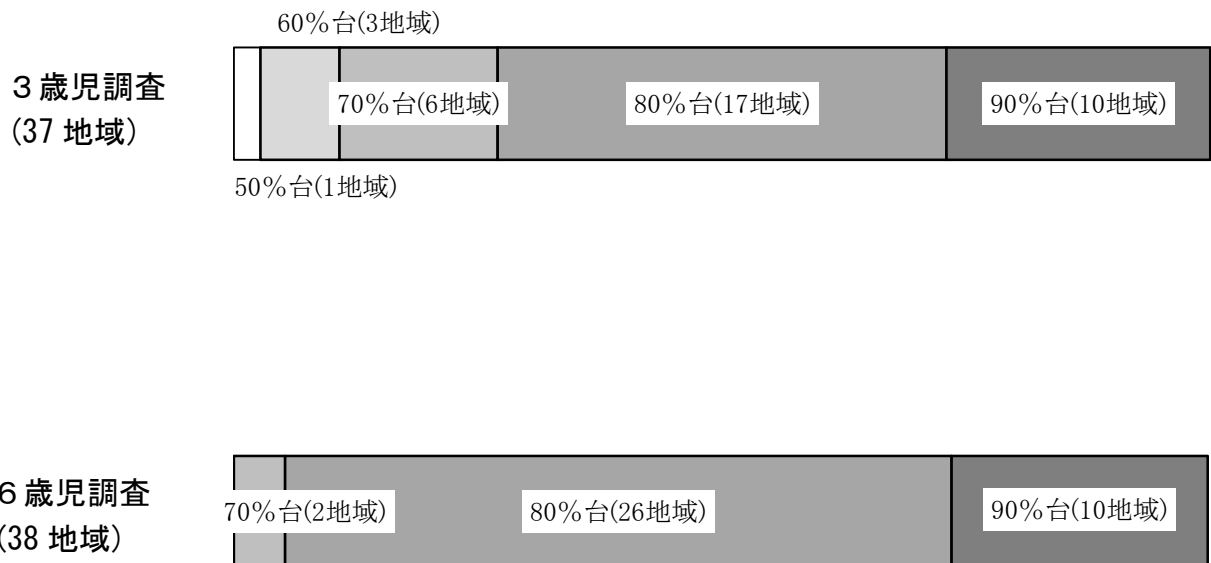 60%台(3地域)
３歳児調査
(37 地域)
70%台(6地域)
80%台(17地域)
90%台(10地域)
50%台(1地域)
６歳児調査
(38 地域)
70%台(2地域)
80%台(26地域)
90%台(10地域)